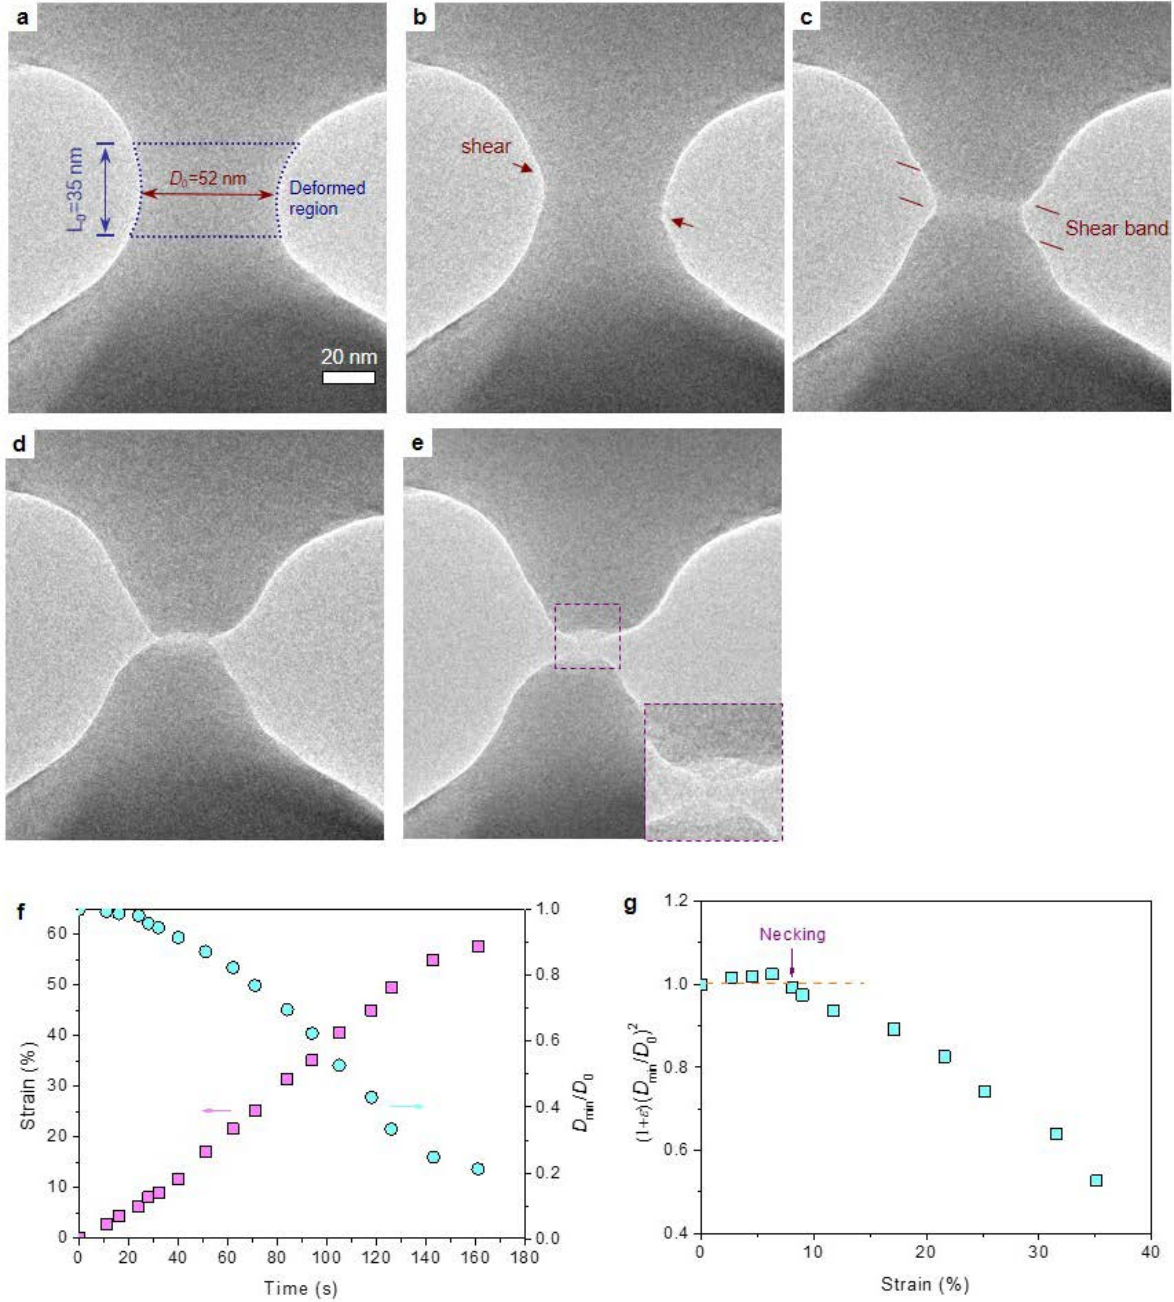 a
L₀=35 nm
D₀=52 nm
Deformed
region
20 nm
b
shear
c
Shear band
d
e
f
60
50
40
30
20
10
0
Strain (%)
0 20 40 60 80 100 120 140 160 180
Time (s)
1.0
0.8
0.6
0.4
0.2
0.0
D_min/D₀
g
1.2
1.0
0.8
0.6
0.4
(1+ε)(D_min/D₀)²
Necking
0 10 20 30 40
Strain (%)